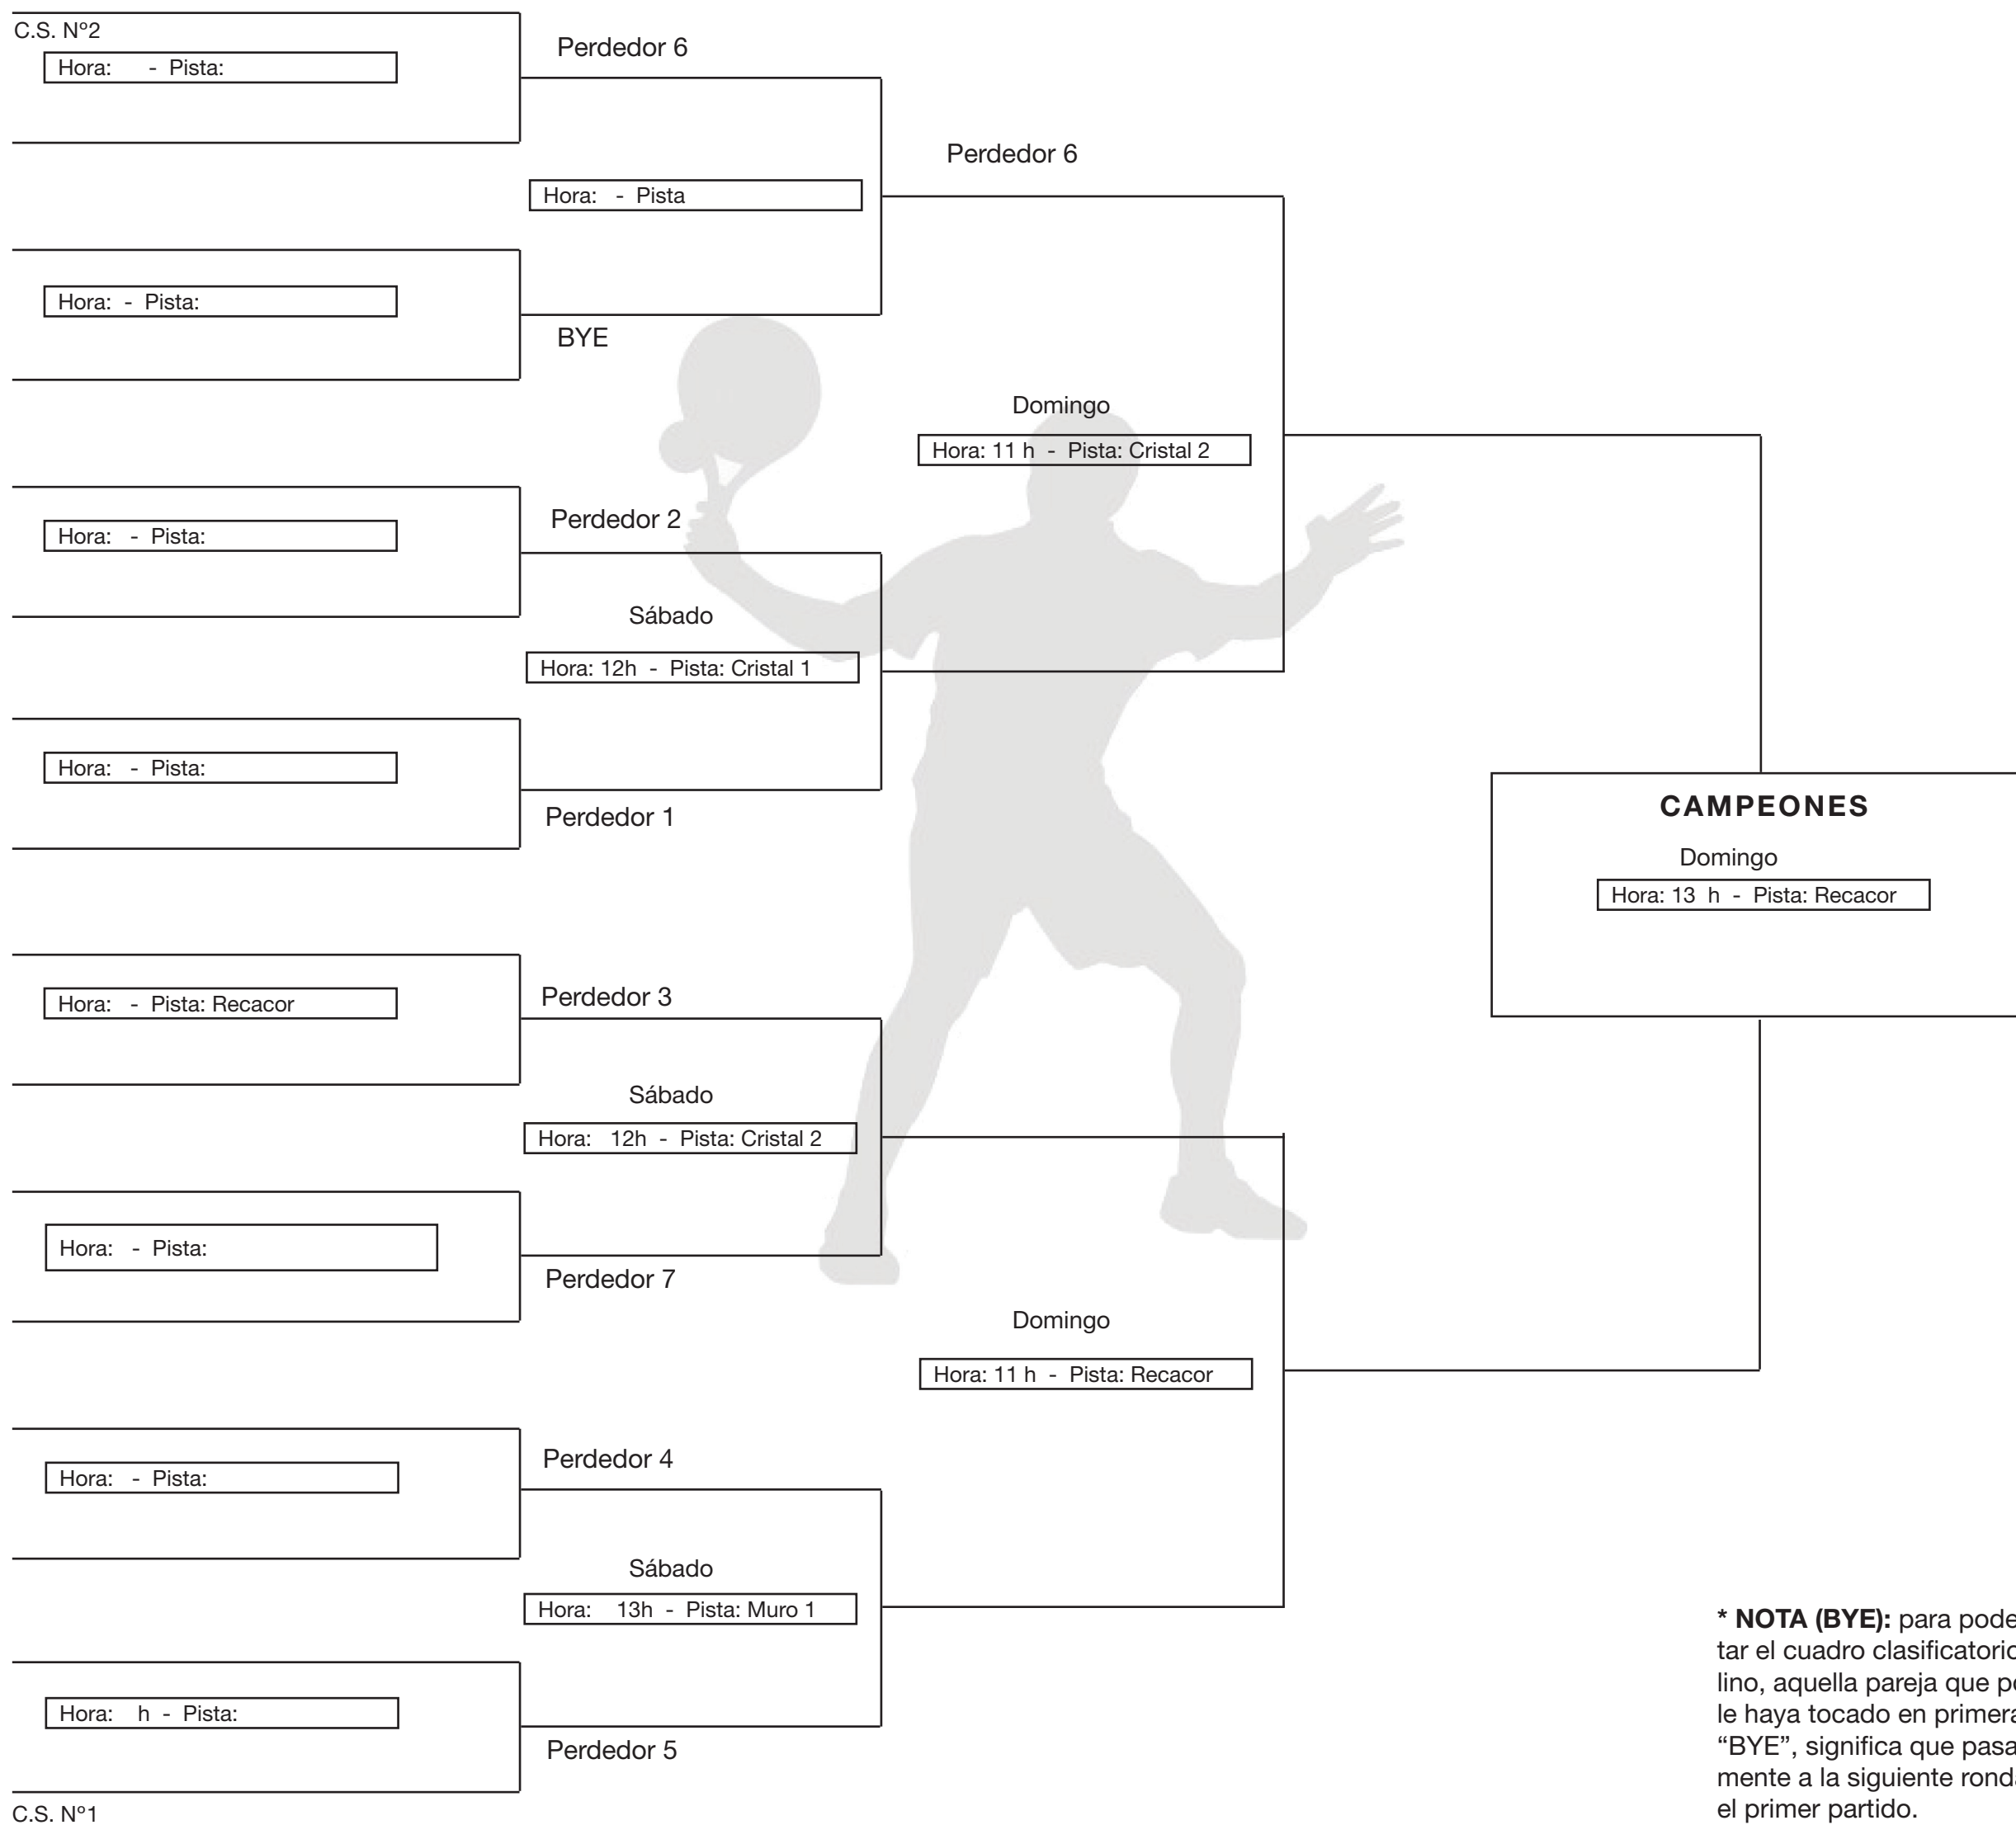 C.S. Nº2
Hora: - Pista:
Perdedor 6
Hora: - Pista
Perdedor 6
Hora: - Pista:
BYE
Domingo
Hora: 11 h - Pista: Cristal 2
Hora: - Pista:
Perdedor 2
Sábado
Hora: 12h - Pista: Cristal 1
Hora: - Pista:
Perdedor 1
CAMPEONES
Domingo
Hora: 13 h - Pista: Recacor
Hora: - Pista: Recacor
Perdedor 3
Sábado
Hora: 12h - Pista: Cristal 2
Hora: - Pista:
Perdedor 7
Domingo
Hora: 11 h - Pista: Recacor
Hora: - Pista:
Perdedor 4
Sábado
Hora: 13h - Pista: Muro 1
Hora: h - Pista:
Perdedor 5
C.S. Nº1
* NOTA (BYE): para pode
tar el cuadro clasificatorio
lino, aquella pareja que
le haya tocado en primera
“BYE”, significa que pasa
mente a la siguiente ronda
el primer partido.